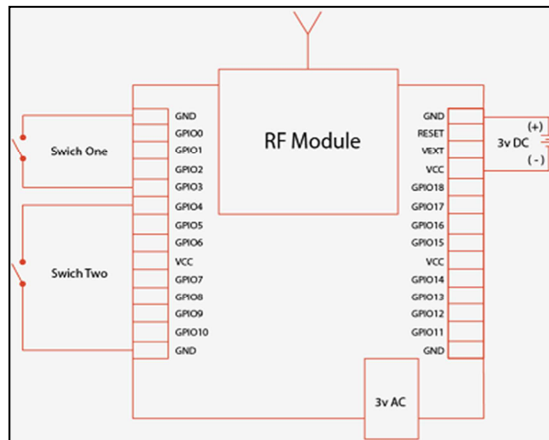 RF Module
GND
GPIO0
GPIO1
GPIO2
GPIO3
GPIO4
GPIO5
GPIO6
VCC
GPIO7
GPIO8
GPIO9
GPIO10
GND
Swich One
Swich Two
GND
RESET
VEXT
VCC
GPIO18
GPIO17
GPIO16
GPIO15
VCC
GPIO14
GPIO13
GPIO12
GPIO11
GND
(+)
3v DC
(-)
3v AC